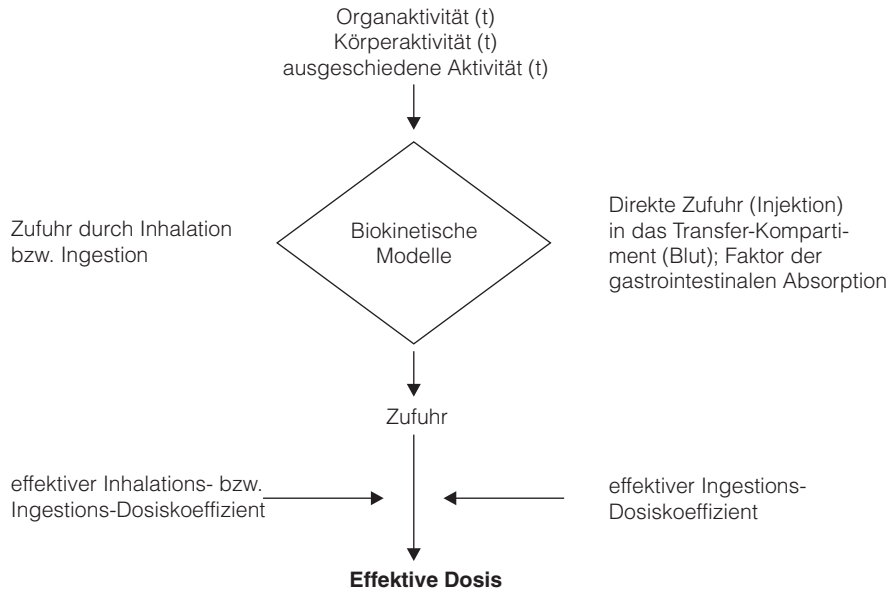 Organaktivität (t)
Körperaktivität (t)
ausgeschiedene Aktivität (t)
Zufuhr durch Inhalation
bzw. Ingestion
Biokinetische
Modelle
Direkte Zufuhr (Injektion)
in das Transfer-Komparti-
ment (Blut); Faktor der
gastrointestinalen Absorption
Zufuhr
effektiver Inhalations- bzw.
Ingestions-Dosiskoeffizient
effektiver Ingestions-
Dosiskoeffizient
Effektive Dosis